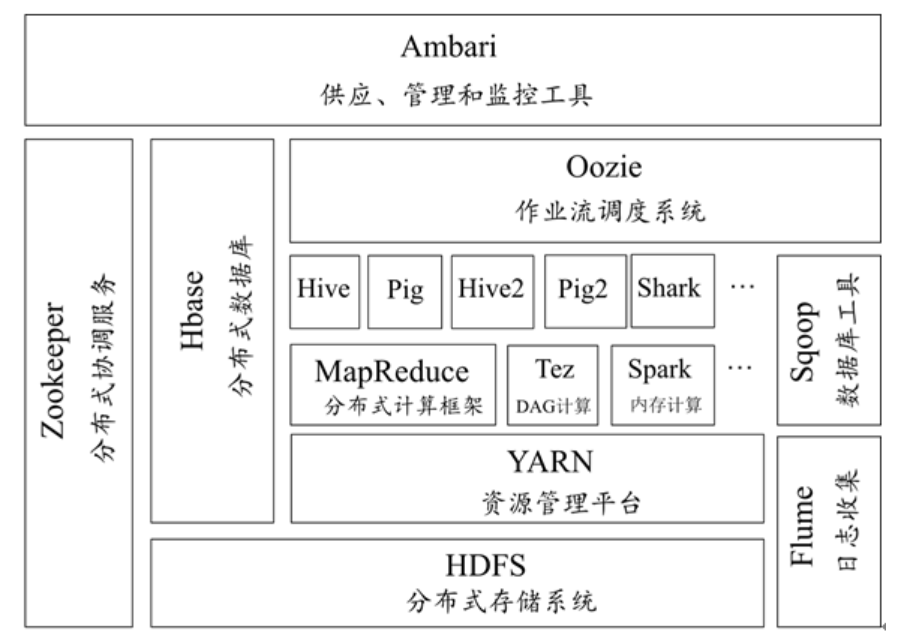 Ambari
供应、管理和监控工具
Zookeeper
分布式协调服务
Hbase
分布式数据库
Oozie
作业流调度系统
Hive
Pig
Hive2
Pig2
Shark
…
MapReduce
分布式计算框架
Tez
DAG计算
Spark
内存计算
…
Sqoop
数据库工具
YARN
资源管理平台
Flume
日志收集
HDFS
分布式存储系统